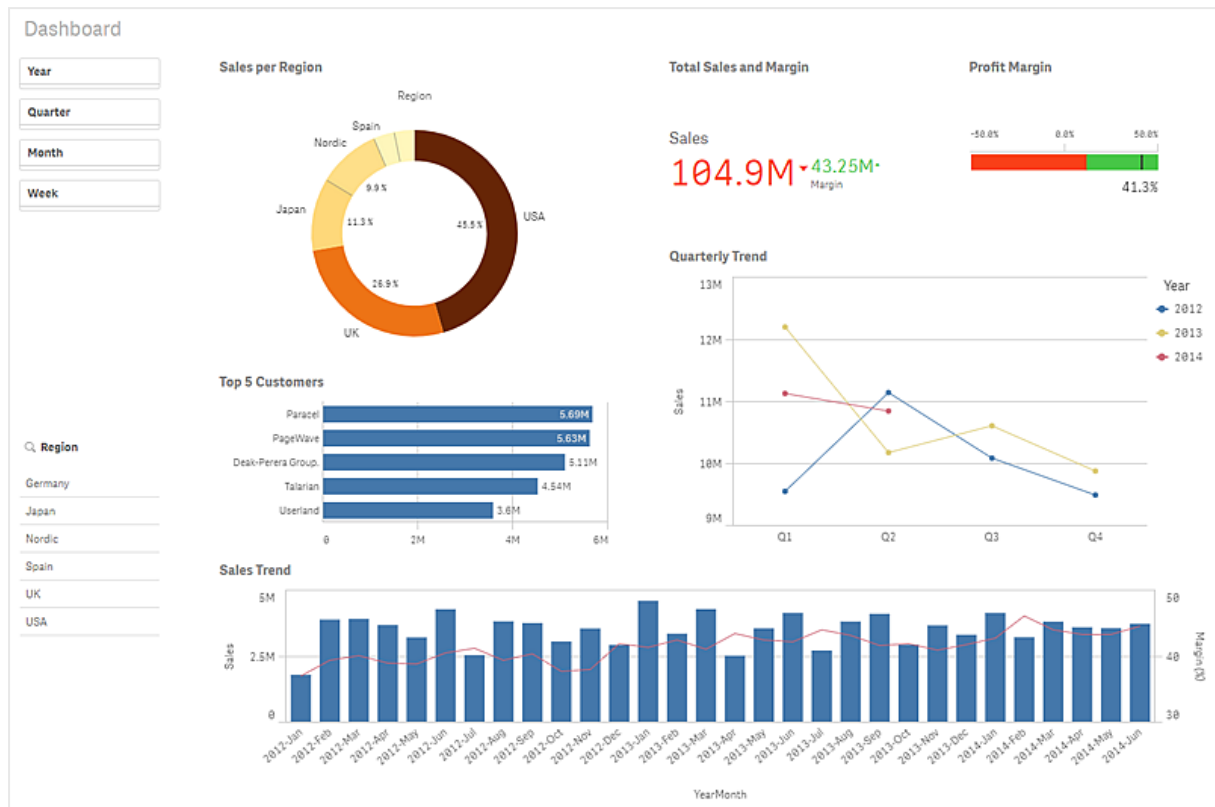 Dashboard
Year
Quarter
Month
Week
Region
Germany
Japan
Nordic
Spain
UK
USA
Sales per Region
Region
Spain
Nordic
Japan
USA
UK
9.9%
11.3%
45.5%
26.9%
Total Sales and Margin
Sales
104.9M
43.25M
Margin
Profit Margin
-50.0% 0.0% 50.0%
41.3%
Top 5 Customers
Paracel 5.69M
PageWave 5.63M
Deak-Perera Group. 5.11M
Talarian 4.54M
Userland 3.6M
0 2M 4M 6M
Quarterly Trend
13M
12M
11M
10M
9M
Sales
Q1 Q2 Q3 Q4
Year
2012
2013
2014
Sales Trend
5M
2.5M
0
Sales
50
40
30
Margin (%)
2012-Jan 2012-Feb 2012-Mar 2012-Apr 2012-May 2012-Jun 2012-Jul 2012-Aug 2012-Sep 2012-Oct 2012-Nov 2012-Dec 2013-Jan 2013-Feb 2013-Mar 2013-Apr 2013-May 2013-Jun 2013-Jul 2013-Aug 2013-Sep 2013-Oct 2013-Nov 2013-Dec 2014-Jan 2014-Feb 2014-Mar 2014-Apr 2014-May 2014-Jun
YearMonth